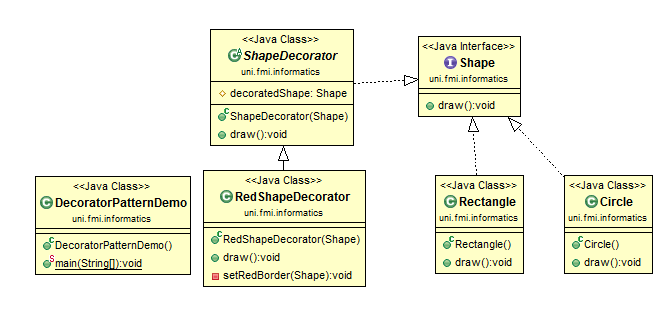 <<Java Class>>
ShapeDecorator
uni.fmi.informatics
decoratedShape: Shape
ShapeDecorator(Shape)
draw():void
<<Java Interface>>
Shape
uni.fmi.informatics
draw():void
<<Java Class>>
DecoratorPatternDemo
uni.fmi.informatics
DecoratorPatternDemo()
main(String[]):void
<<Java Class>>
RedShapeDecorator
uni.fmi.informatics
RedShapeDecorator(Shape)
draw():void
setRedBorder(Shape):void
<<Java Class>>
Rectangle
uni.fmi.informatics
Rectangle()
draw():void
<<Java Class>>
Circle
uni.fmi.informatics
Circle()
draw():void